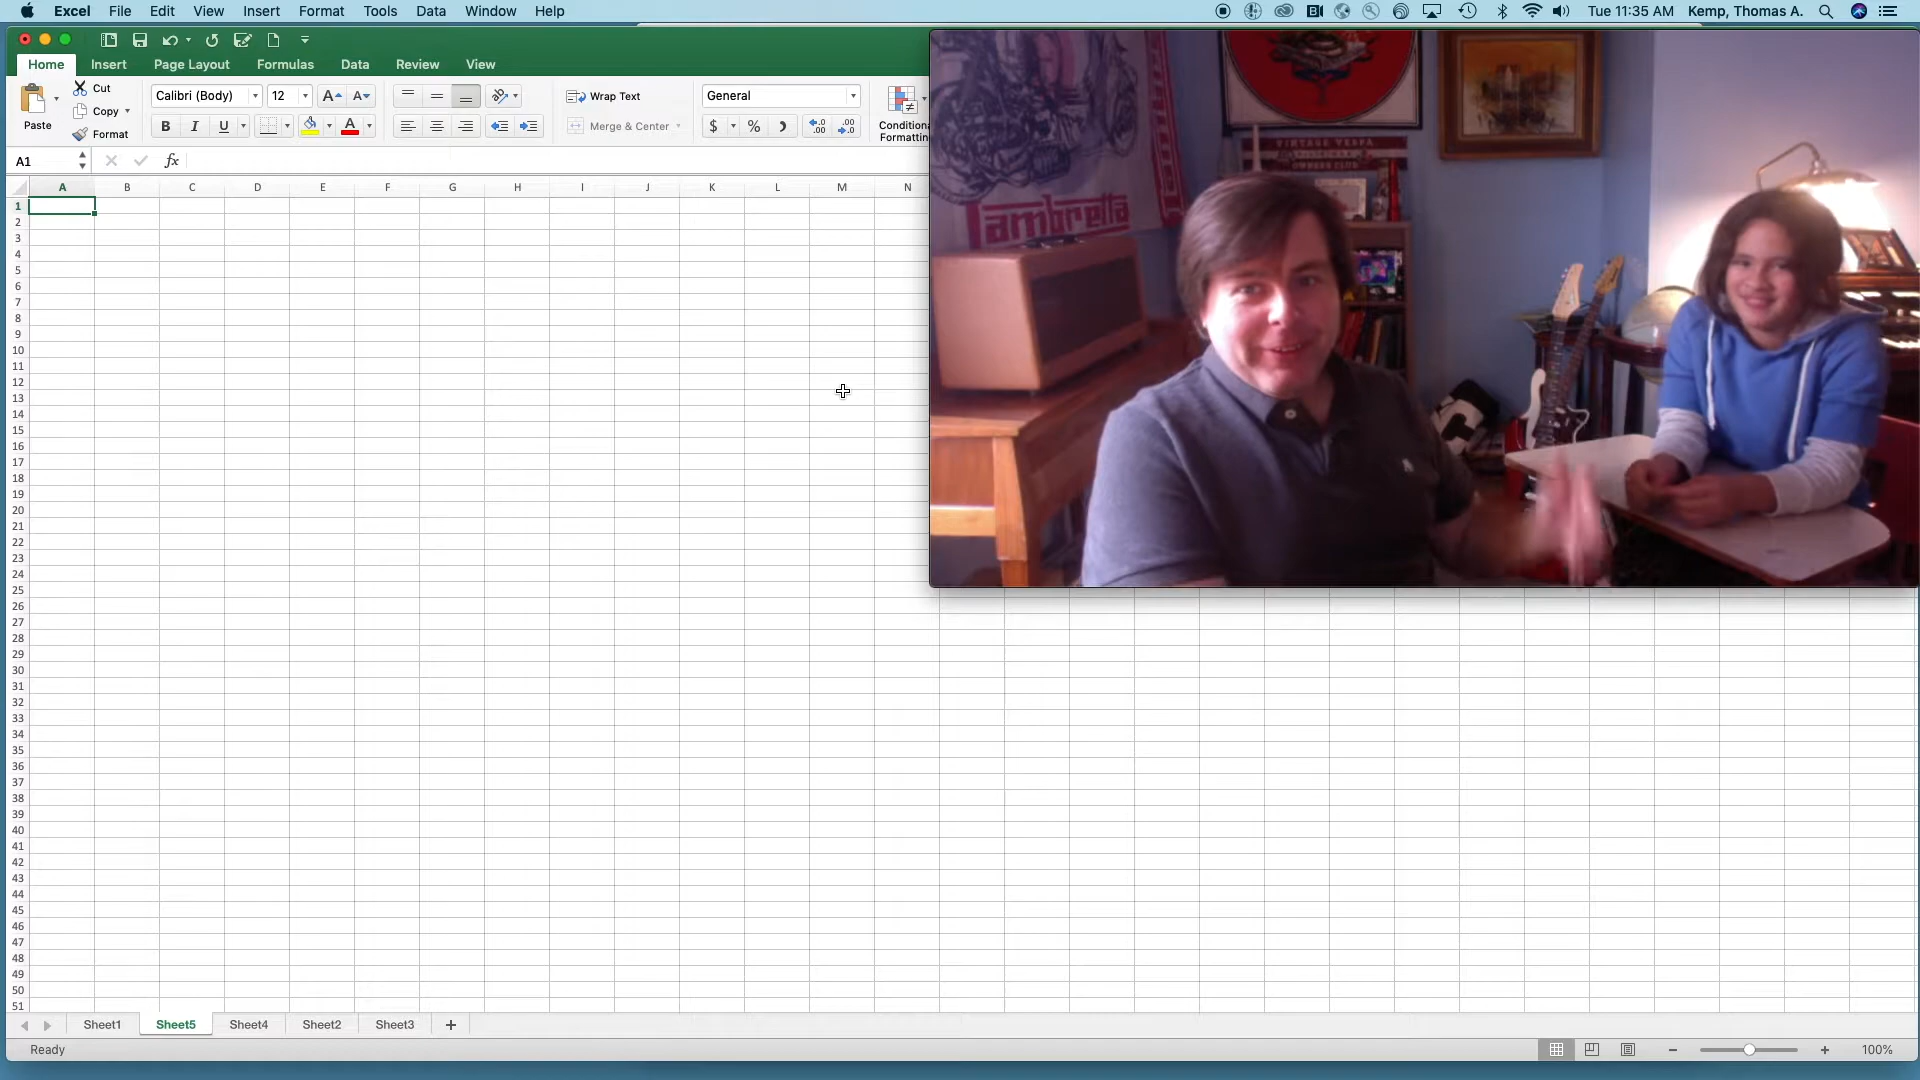 Excel File Edit View Insert Format Tools Data Window Help Tue 11:35 AM Kemp, Thomas A.
Home Insert Page Layout Formulas Data Review View
Paste
Cut
Copy
Format
Calibri (Body) 12
B I U
Wrap Text
Merge & Center
General
$ % )
Conditional
Formatting
A1 fx
A B C D E F G H I J K L M N
1
2
3
4
5
6
7
8
9
10
11
12
13
14
15
16
17
18
19
20
21
22
23
24
25
26
27
28
29
30
31
32
33
34
35
36
37
38
39
40
41
42
43
44
45
46
47
48
49
50
51
Lambretta
VINTAGE VESPA
OWNERS CLUB
Sheet1 Sheet5 Sheet4 Sheet2 Sheet3 +
Ready 100%